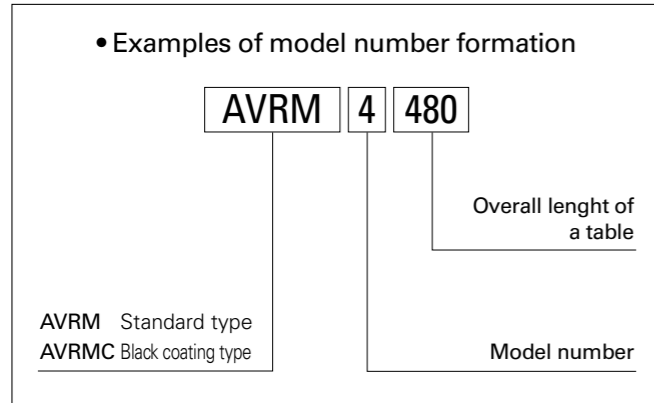 • Examples of model number formation
AVRM 4 480
Overall lenght of
a table
AVRM Standard type
AVRMC Black coating type
Model number